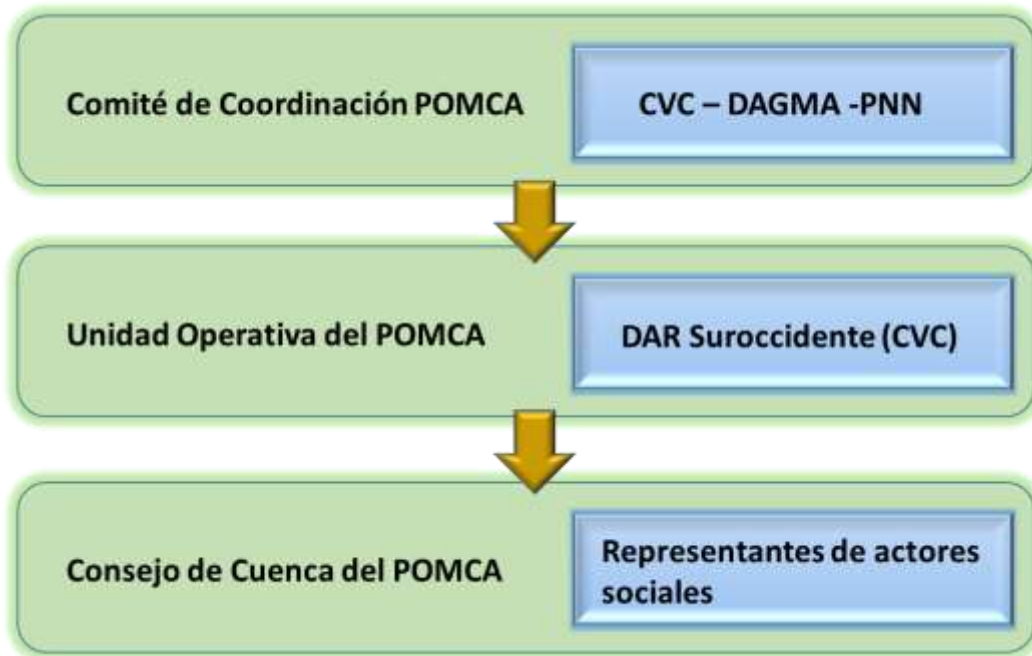 Comité de Coordinación POMCA
CVC – DAGMA -PNN
Unidad Operativa del POMCA
DAR Suroccidente (CVC)
Consejo de Cuenca del POMCA
Representantes de actores
sociales